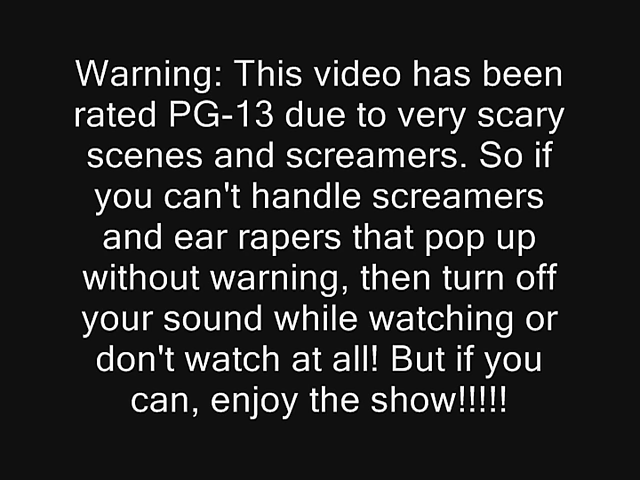 Warning: This video has been
rated PG-13 due to very scary
scenes and screamers. So if
you can't handle screamers
and ear rapers that pop up
without warning, then turn off
your sound while watching or
don't watch at all! But if you
can, enjoy the show!!!!!